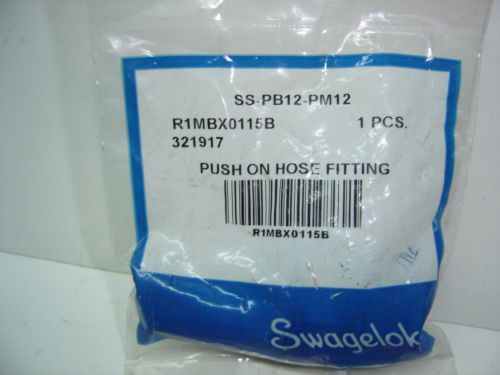 SS-PB12-PM12
R1MBX0115B 1 PCS.
321917
PUSH ON HOSE FITTING
R1MBX0115B
Swagelok